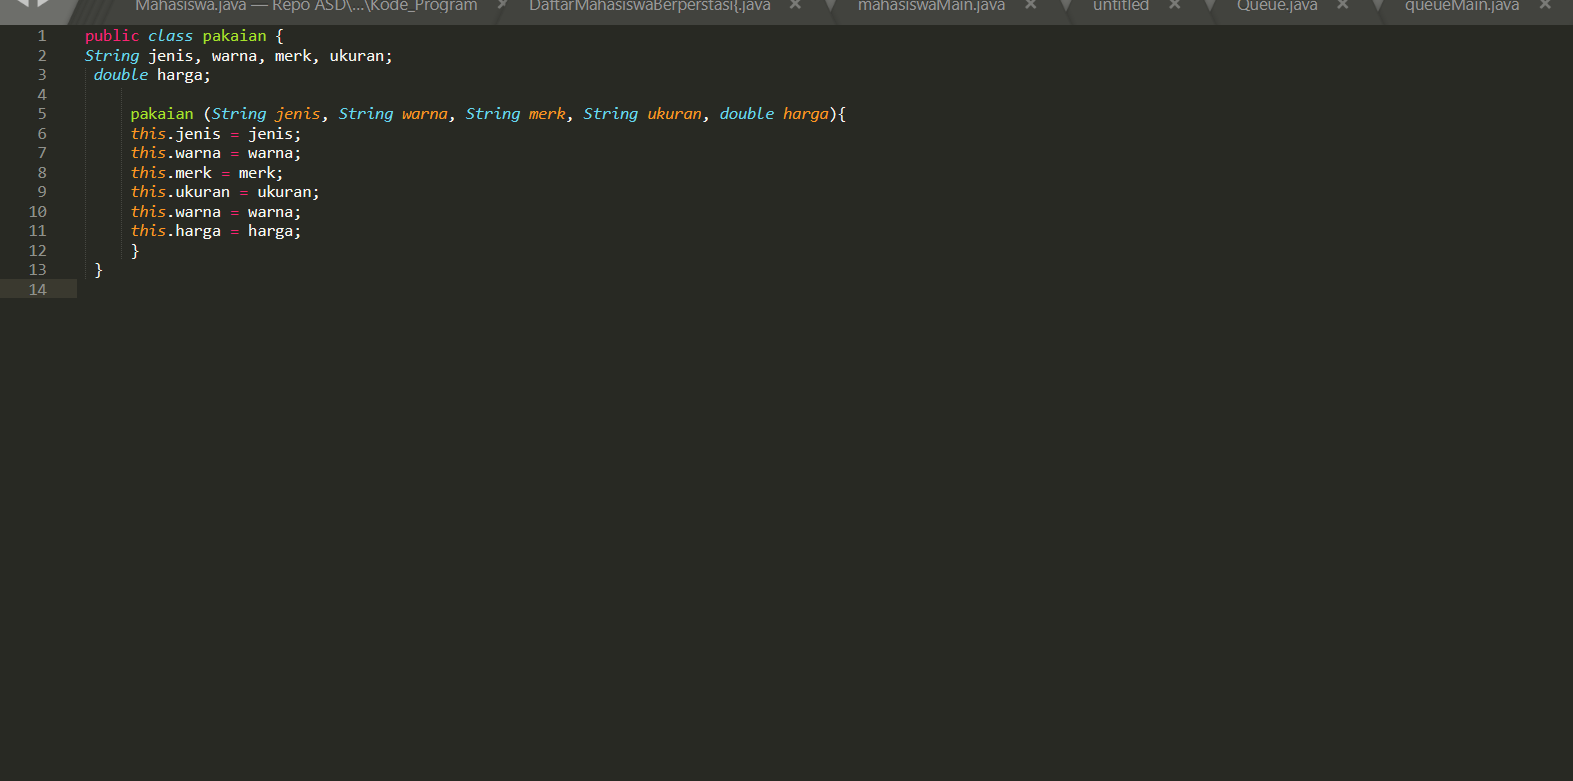 Mahasiswa.java — Repo ASD\...\Kode_Program × DaftarMahasiswaBerperstasi{.java × mahasiswaMain.java × untitled × Queue.java × queueMain.java ×
1 public class pakaian {
2 String jenis, warna, merk, ukuran;
3 double harga;
4
5 pakaian (String jenis, String warna, String merk, String ukuran, double harga){
6 this.jenis = jenis;
7 this.warna = warna;
8 this.merk = merk;
9 this.ukuran = ukuran;
10 this.warna = warna;
11 this.harga = harga;
12 }
13 }
14